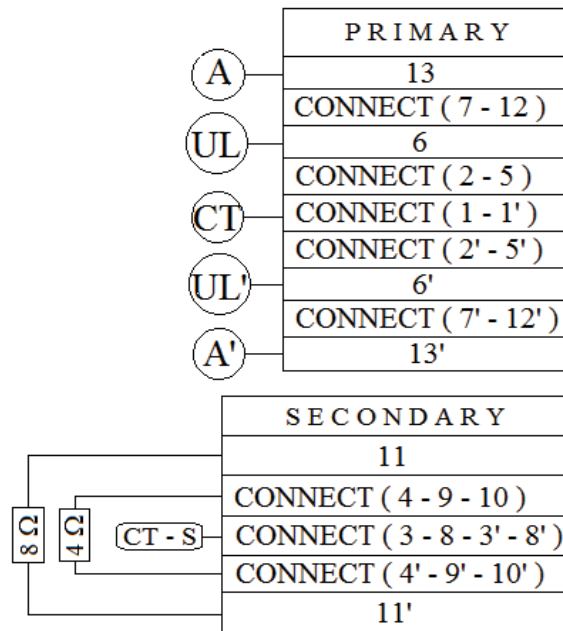 PRIMARY
A
13
CONNECT ( 7 - 12 )
UL
6
CONNECT ( 2 - 5 )
CT
CONNECT ( 1 - 1' )
CONNECT ( 2' - 5' )
UL'
6'
CONNECT ( 7' - 12' )
A'
13'
SECONDARY
11
8 Ω
4 Ω
CONNECT ( 4 - 9 - 10 )
CT - S
CONNECT ( 3 - 8 - 3' - 8' )
CONNECT ( 4' - 9' - 10' )
11'